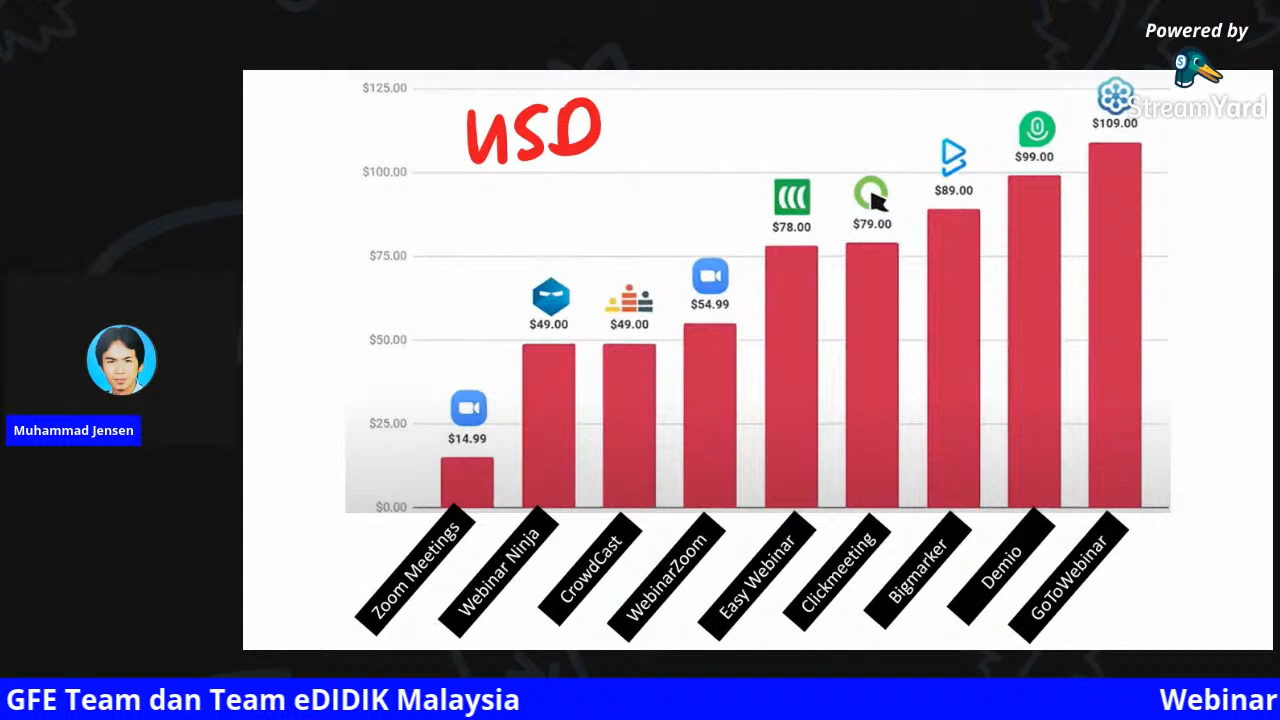 Powered by
StreamYard
$125.00
USD
$109.00
$99.00
$100.00
$89.00
$78.00
$79.00
$75.00
$54.99
$49.00
$49.00
$50.00
$25.00
$14.99
$0.00
Zoom Meetings
Webinar Ninja
CrowdCast
WebinarZoom
Easy Webinar
Clickmeeting
Bigmarker
Demio
GoToWebinar
Muhammad Jensen
GFE Team dan Team eDIDIK Malaysia
Webinar